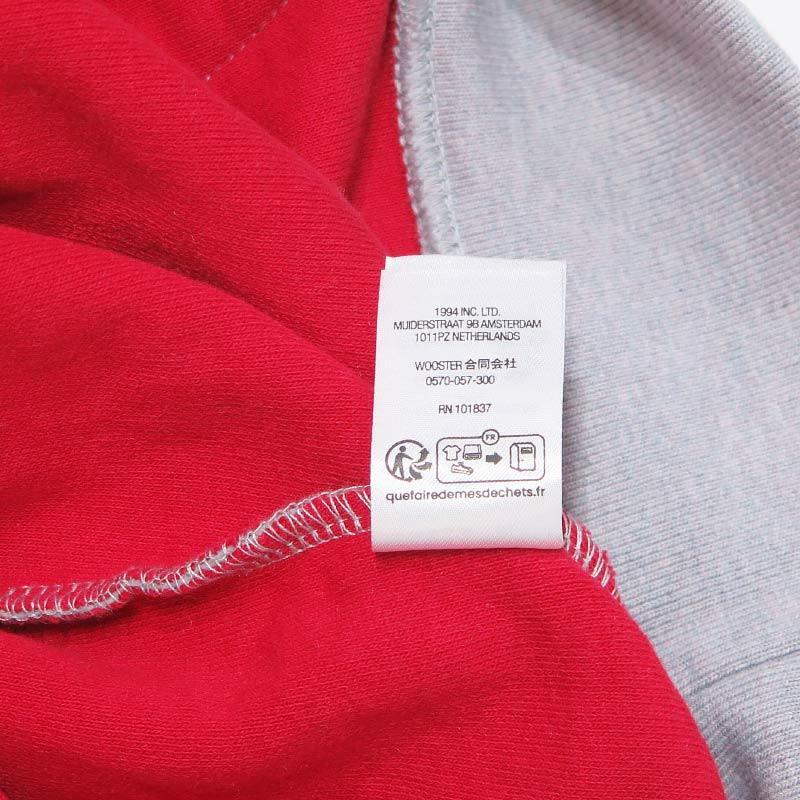 1994 INC. LTD.
MUIDERSTRAAT 9B AMSTERDAM
1011PZ NETHERLANDS
WOOSTER 合同会社
0570-057-300
RN 101837
FR
quefairedemesdechets.fr